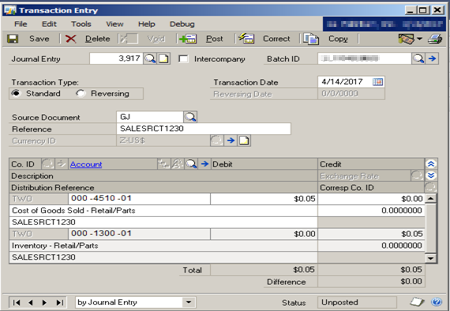 Transaction Entry
File Edit Tools View Help Debug
Save Delete Void Post Correct Copy
Journal Entry 3,917 Intercompany Batch ID
Transaction Type: Transaction Date 4/14/2017
Standard Reversing Reversing Date 0/0/0000
Source Document GJ
Reference SALESRCT1230
Currency ID Z-US$
Co. ID Account Debit Credit
Description Exchange Rate
Distribution Reference Corresp Co. ID
TWO 000 -4510 -01 $0.05 $0.00
Cost of Goods Sold - Retail/Parts 0.0000000
SALESRCT1230
TWO 000 -1300 -01 $0.00 $0.05
Inventory - Retail/Parts 0.0000000
SALESRCT1230
Total $0.05 $0.05
Difference $0.00
by Journal Entry Status Unposted